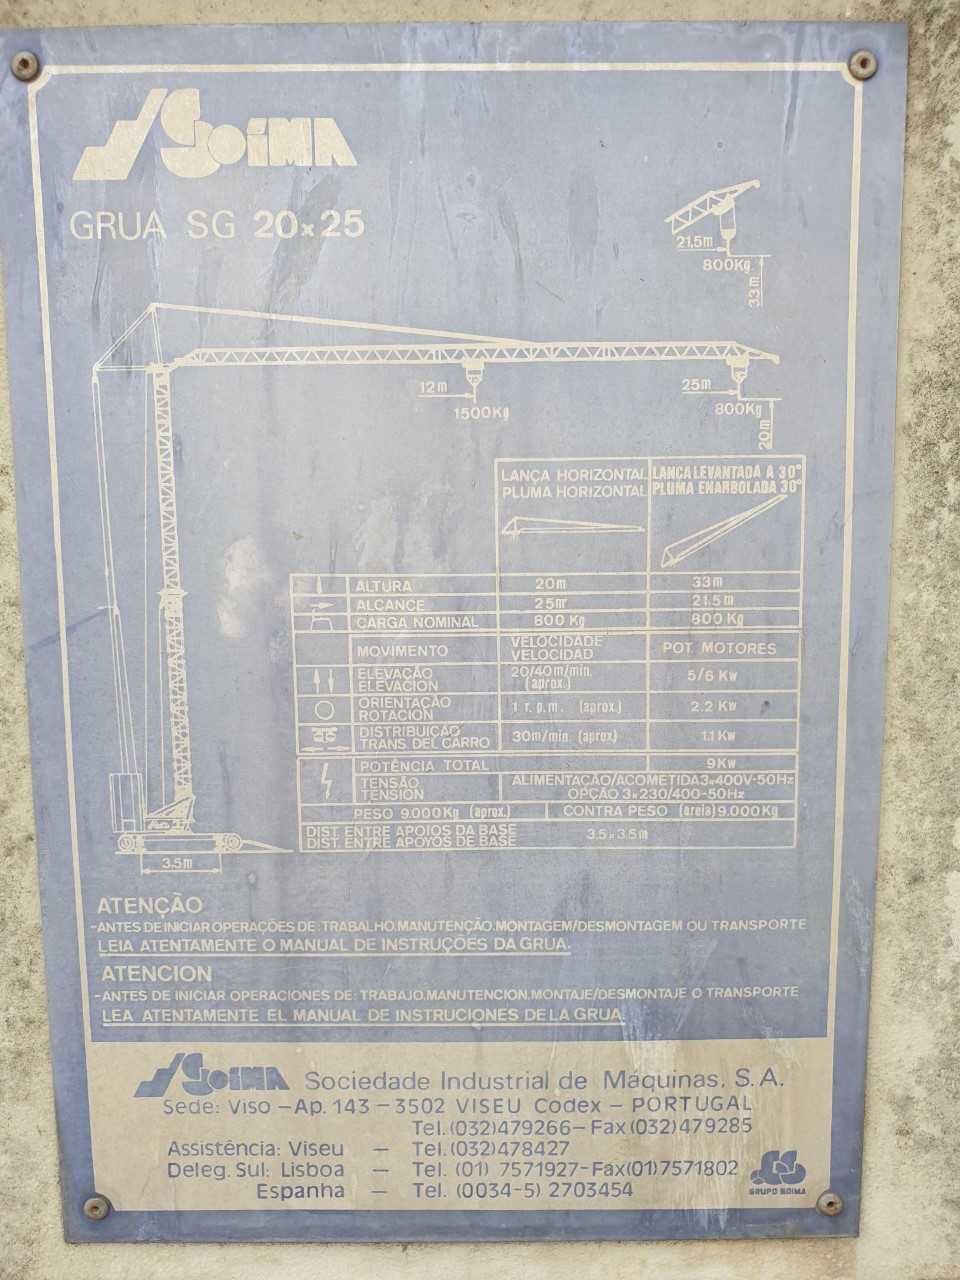 SOIMA
GRUA SG 20x25
21,5m
800Kg
33m
12m
1500Kg
25m
800Kg
20m
LANÇA HORIZONTAL
PLUMA HORIZONTAL
LANCA LEVANTADA A 30°
PLUMA ENARBOLADA 30°
ALTURA 20m 33m
ALCANCE 25m 21,5m
CARGA NOMINAL 800 Kg 800 Kg
MOVIMENTO VELOCIDADE VELOCIDAD POT. MOTORES
ELEVAÇÃO ELEVACION 20/40m/min. (aprox.) 5/6 Kw
ORIENTAÇÃO ROTACION 1 r.p.m. (aprox.) 2.2 Kw
DISTRIBUIÇÃO TRANS DEL CARRO 30m/min. (aprox) 1.1 Kw
POTÊNCIA TOTAL 9Kw
TENSÃO TENSION ALIMENTAÇÃO/ACOMETIDA 3x400V-50Hz
OPÇÃO 3x230/400-50Hz
PESO 9.000Kg (aprox.) CONTRA PESO (areia) 9.000Kg
DIST. ENTRE APOIOS DA BASE
DIST. ENTRE APOYOS DE BASE
3.5x3.5m
3.5m
ATENÇÃO
-ANTES DE INICIAR OPERAÇÕES DE: TRABALHO.MANUTENÇÃO.MONTAGEM/DESMONTAGEM OU TRANSPORTE
LEIA ATENTAMENTE O MANUAL DE INSTRUÇÕES DA GRUA.
ATENCION
-ANTES DE INICIAR OPERACIONES DE: TRABAJO.MANUTENCION.MONTAJE/DESMONTAJE O TRANSPORTE
LEA ATENTAMENTE EL MANUAL DE INSTRUCIONES DE LA GRUA.
SOIMA Sociedade Industrial de Máquinas, S.A.
Sede: Viso - Ap. 143 - 3502 VISEU Codex - PORTUGAL
Tel.(032)479266-Fax(032)479285
Assistência: Viseu - Tel.(032)478427
Deleg. Sul: Lisboa - Tel. (01) 7571927-Fax(01)7571802
Espanha - Tel. (0034-5) 2703454
GRUPO SOIMA